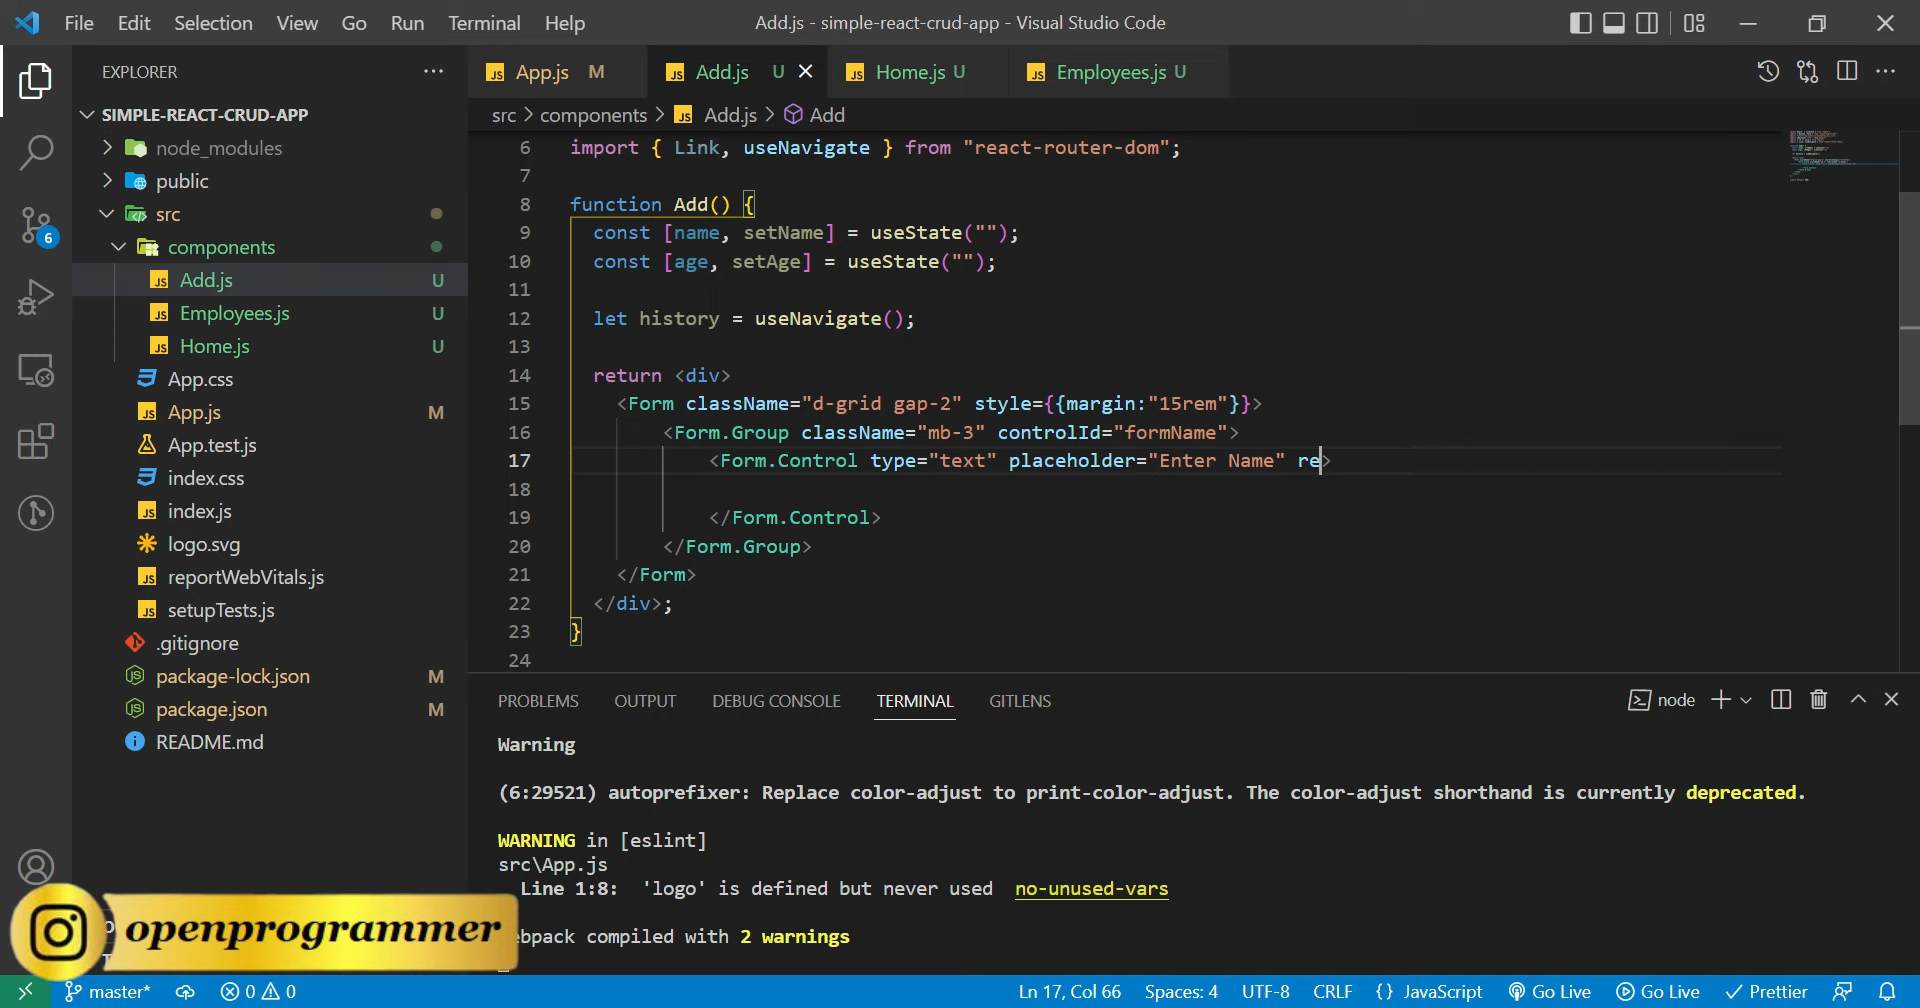 File Edit Selection View Go Run Terminal Help
Add.js - simple-react-crud-app - Visual Studio Code
EXPLORER
SIMPLE-REACT-CRUD-APP
node_modules
public
src
components
Add.js U
Employees.js U
Home.js U
App.css
App.js M
App.test.js
index.css
index.js
logo.svg
reportWebVitals.js
setupTests.js
.gitignore
package-lock.json M
package.json M
README.md
6
App.js M Add.js U Home.js U Employees.js U
src > components > Add.js > Add
6 import { Link, useNavigate } from "react-router-dom";
7
8 function Add() {
9 const [name, setName] = useState("");
10 const [age, setAge] = useState("");
11
12 let history = useNavigate();
13
14 return <div>
15 <Form className="d-grid gap-2" style={{margin:"15rem"}}>
16 <Form.Group className="mb-3" controlId="formName">
17 <Form.Control type="text" placeholder="Enter Name" re>
18
19 </Form.Control>
20 </Form.Group>
21 </Form>
22 </div>;
23 }
24
PROBLEMS OUTPUT DEBUG CONSOLE TERMINAL GITLENS
node
Warning
(6:29521) autoprefixer: Replace color-adjust to print-color-adjust. The color-adjust shorthand is currently deprecated.
WARNING in [eslint]
src\App.js
Line 1:8: 'logo' is defined but never used no-unused-vars
ebpack compiled with 2 warnings
openprogrammer
master* 0 0
Ln 17, Col 66 Spaces: 4 UTF-8 CRLF {} JavaScript Go Live Go Live Prettier